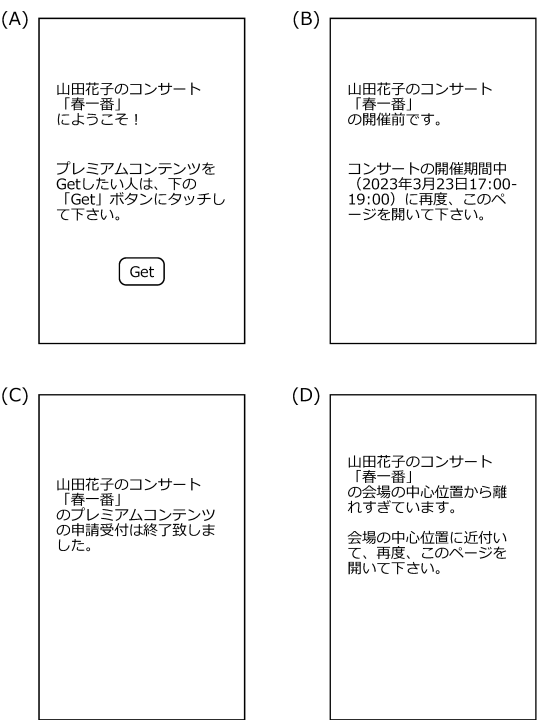 (A)
山田花子のコンサート
「春一番」
にようこそ！
プレミアムコンテンツを
Getしたい人は、下の
「Get」ボタンにタッチし
て下さい。
Get
(B)
山田花子のコンサート
「春一番」
の開催前です。
コンサートの開催期間中
（2023年3月23日17:00-
19:00）に再度、このペ
ージを開いて下さい。
(C)
山田花子のコンサート
「春一番」
のプレミアムコンテンツ
の申請受付は終了致しま
した。
(D)
山田花子のコンサート
「春一番」
の会場の中心位置から離
れすぎています。
会場の中心位置に近付い
て、再度、このページを
開いて下さい。